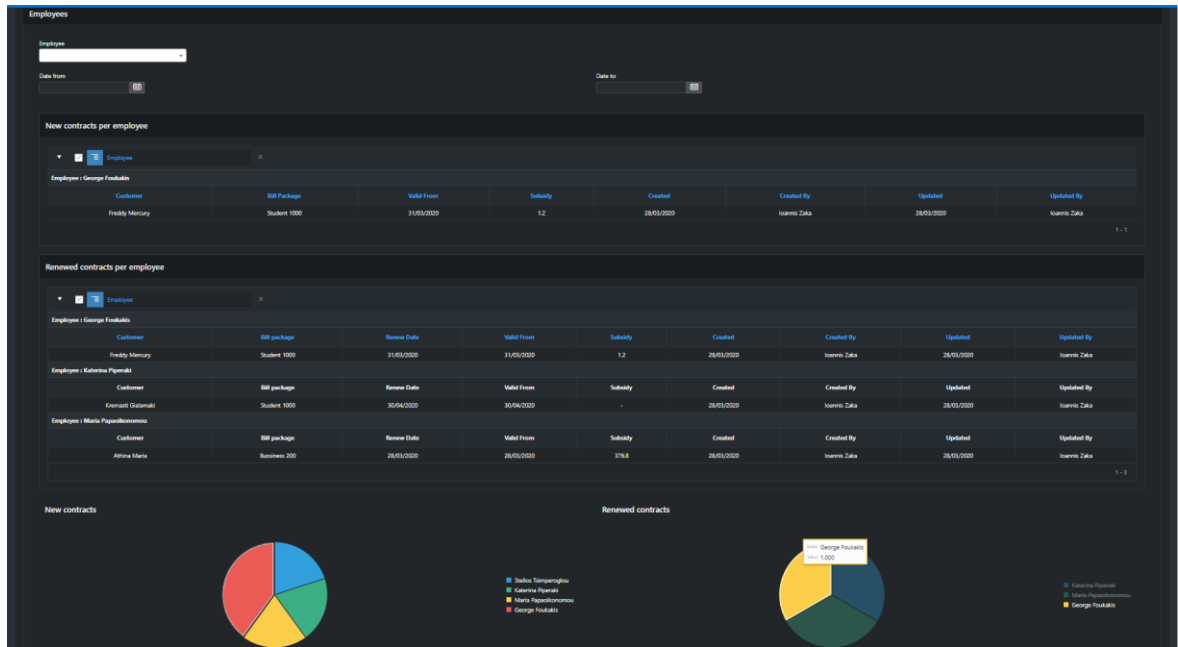 Employees
Employee
Date from
Date to
New contracts per employee
Employee
Employee : George Foukakis
Customer Bill Package Valid From Subsidy Created Created By Updated Updated By
Freddy Mercury Student 1000 31/03/2020 1.2 28/03/2020 Ioannis Zaka 28/03/2020 Ioannis Zaka
1 - 1
Renewed contracts per employee
Employee
Employee : George Foukakis
Customer Bill package Renew Date Valid From Subsidy Created Created By Updated Updated By
Freddy Mercury Student 1000 31/03/2020 31/03/2020 1.2 28/03/2020 Ioannis Zaka 28/03/2020 Ioannis Zaka
Employee : Katerina Piperaki
Customer Bill package Renew Date Valid From Subsidy Created Created By Updated Updated By
Kremasti Galamaki Student 1000 30/04/2020 30/04/2020 - 28/03/2020 Ioannis Zaka 28/03/2020 Ioannis Zaka
Employee : Maria Papaoikonomou
Customer Bill package Renew Date Valid From Subsidy Created Created By Updated Updated By
Athina Maria Bussiness 200 28/03/2020 28/03/2020 376.8 28/03/2020 Ioannis Zaka 28/03/2020 Ioannis Zaka
1 - 3
New contracts
Renewed contracts
Stelios Tsimperoglou
Katerina Piperaki
Maria Papaoikonomou
George Foukakis
Series George Foukakis
Value 1.000
Katerina Piperaki
Maria Papaoikonomou
George Foukakis